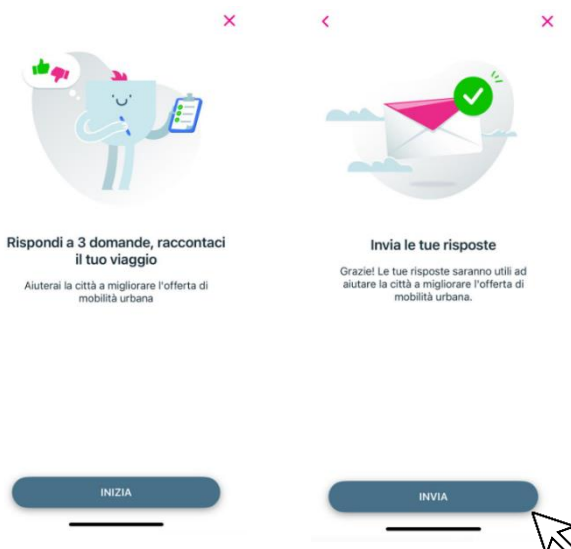 Rispondi a 3 domande, raccontaci
il tuo viaggio
Aiuterai la città a migliorare l'offerta di
mobilità urbana
INIZIA
Invia le tue risposte
Grazie! Le tue risposte saranno utili ad
aiutare la città a migliorare l'offerta di
mobilità urbana.
INVIA